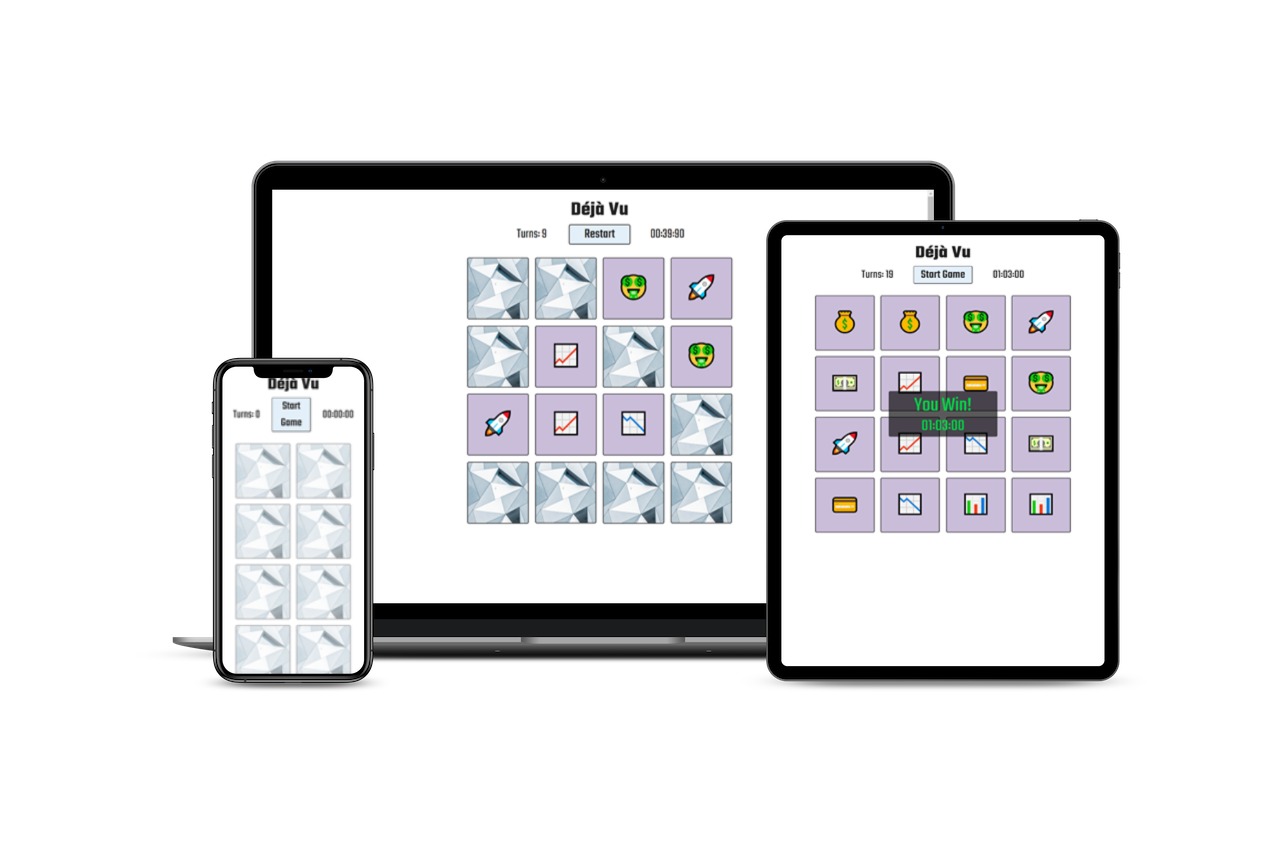 Déjà Vu
Turns: 9 Restart 00:39:90
Déjà Vu
Turns: 0 Start Game 00:00:00
Déjà Vu
Turns: 19 Start Game 01:03:00
You Win!
01:03:00